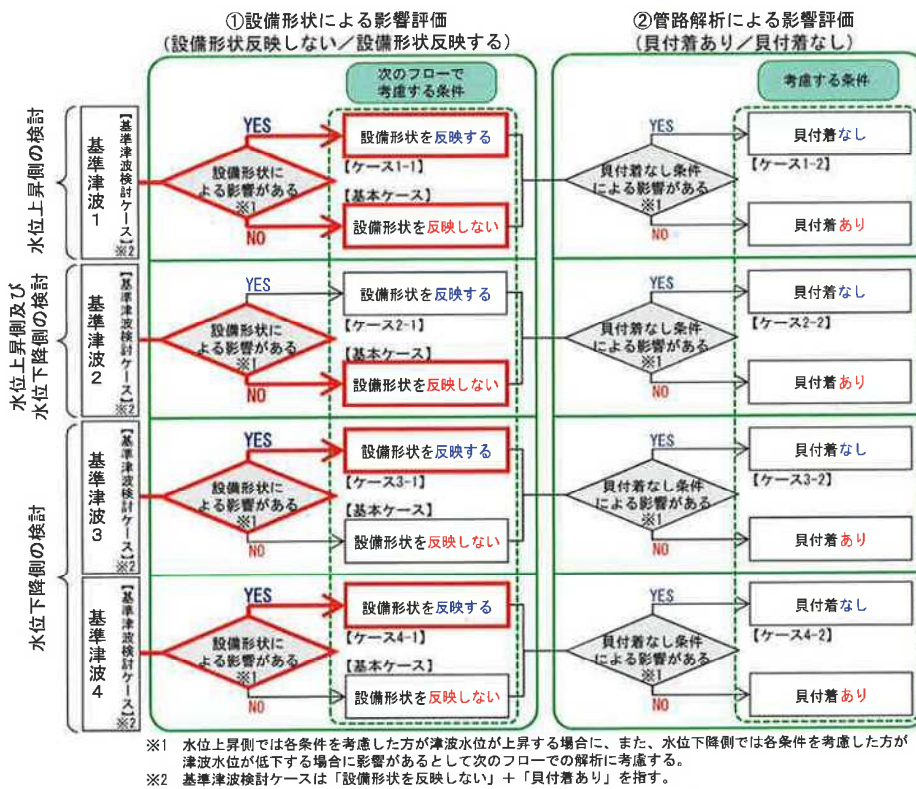 ①設備形状による影響評価
(設備形状反映しない/設備形状反映する)
②管路解析による影響評価
(貝付着あり/貝付着なし)
次のフローで
考慮する条件
考慮する条件
水位上昇側の検討
基準津波1
【基準津波検討ケース】※2
設備形状に
よる影響がある
※1
YES
設備形状を反映する
【ケース1-1】
【基本ケース】
NO
設備形状を反映しない
貝付着なし条件
による影響がある
※1
YES
貝付着なし
【ケース1-2】
NO
貝付着あり
水位上昇側及び
水位下降側の検討
基準津波2
【基準津波検討ケース】※2
設備形状に
よる影響がある
※1
YES
設備形状を反映する
【ケース2-1】
【基本ケース】
NO
設備形状を反映しない
貝付着なし条件
による影響がある
※1
YES
貝付着なし
【ケース2-2】
NO
貝付着あり
水位下降側の検討
基準津波3
【基準津波検討ケース】※2
設備形状に
よる影響がある
※1
YES
設備形状を反映する
【ケース3-1】
【基本ケース】
NO
設備形状を反映しない
貝付着なし条件
による影響がある
※1
YES
貝付着なし
【ケース3-2】
NO
貝付着あり
基準津波4
【基準津波検討ケース】※2
設備形状に
よる影響がある
※1
YES
設備形状を反映する
【ケース4-1】
【基本ケース】
NO
設備形状を反映しない
貝付着なし条件
による影響がある
※1
YES
貝付着なし
【ケース4-2】
NO
貝付着あり
※1 水位上昇側では各条件を考慮した方が津波水位が上昇する場合に、また、水位下降側では各条件を考慮した方が
津波水位が低下する場合に影響があるとして次のフローでの解析に考慮する。
※2 基準津波検討ケースは「設備形状を反映しない」+「貝付着あり」を指す。